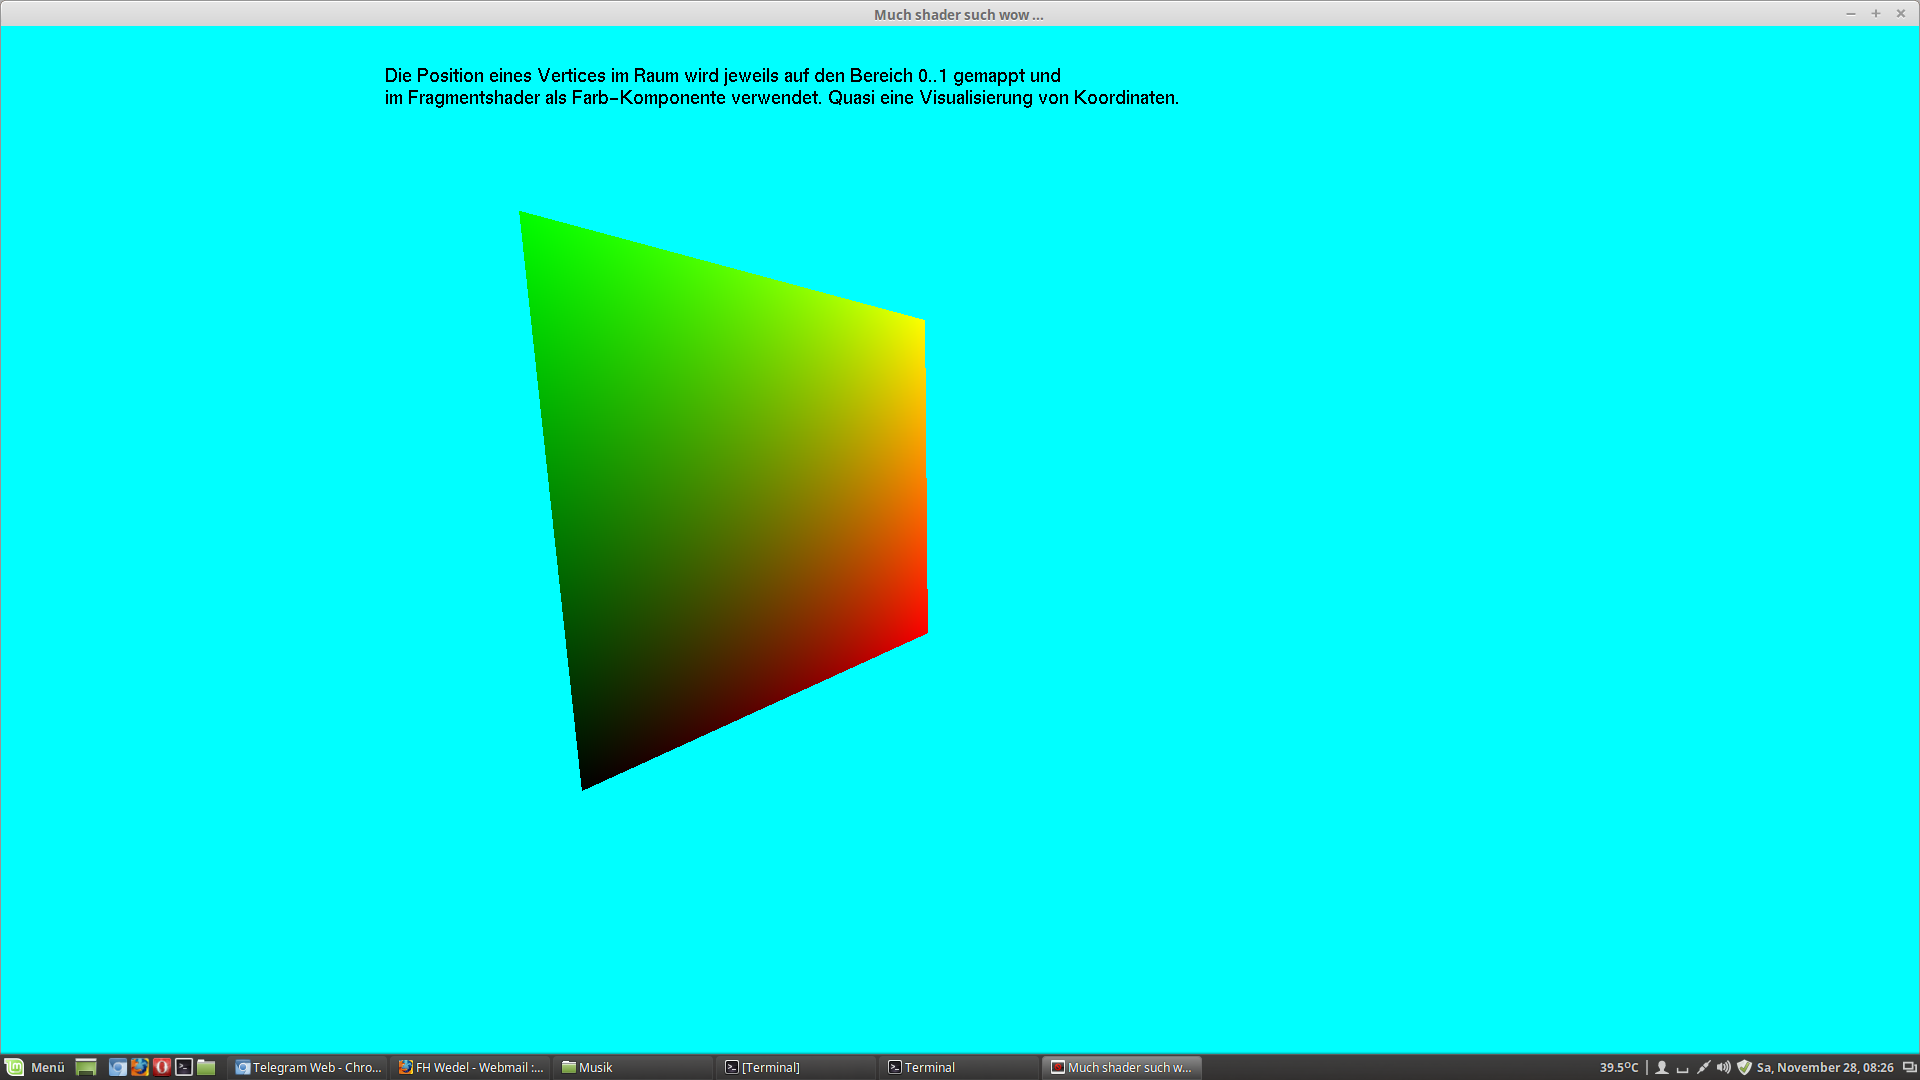 Much shader such wow ...
Die Position eines Vertices im Raum wird jeweils auf den Bereich 0..1 gemappt und
im Fragmentshader als Farb-Komponente verwendet. Quasi eine Visualisierung von Koordinaten.
Menü Telegram Web - Chro... FH Wedel - Webmail :... Musik [Terminal] Terminal Much shader such w... 39.5°C Sa, November 28, 08:26